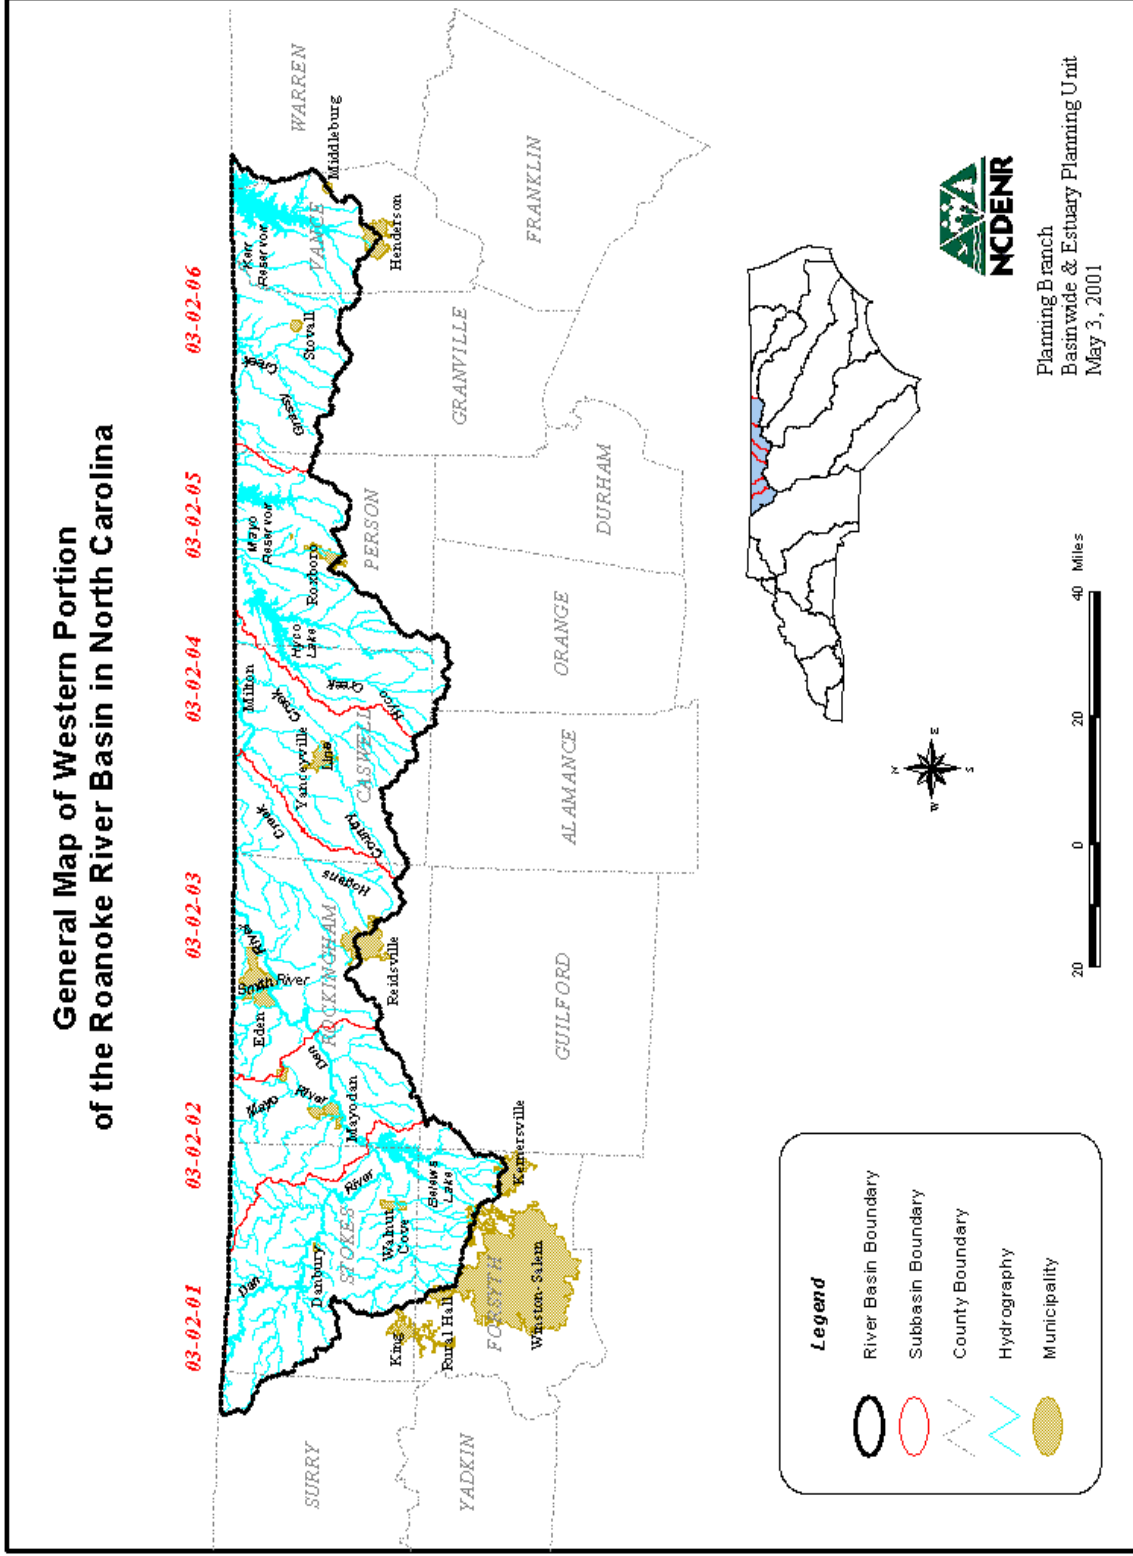 General Map of Western Portion
of the Roanoke River Basin in North Carolina
03-02-01
03-02-02
03-02-03
03-02-04
03-02-05
03-02-06
SURRY
YADKIN
STOKES
FORSYTH
ROCKINGHAM
GUILFORD
CASWELL
ALAMANCE
ORANGE
PERSON
DURHAM
GRANVILLE
VANCE
FRANKLIN
WARREN
Dan
River
Danbury
King
Rural Hall
Walnut
Cove
Winston-Salem
Kernersville
Belews
Lake
Mayo
River
Mayodan
Dan
River
Eden
Smith River
Reidsville
Hogans
Creek
Country
Line
Creek
Yanceyville
Milton
Hyco
Creek
Hyco
Lake
Roxboro
Mayo
Reservoir
Grassy
Creek
Stovall
Kerr
Reservoir
Henderson
Middleburg
Legend
River Basin Boundary
Subbasin Boundary
County Boundary
Hydrography
Municipality
N
E
S
W
20
0
20
40
Miles
NCDENR
Planning Branch
Basinwide & Estuary Planning Unit
May 3, 2001